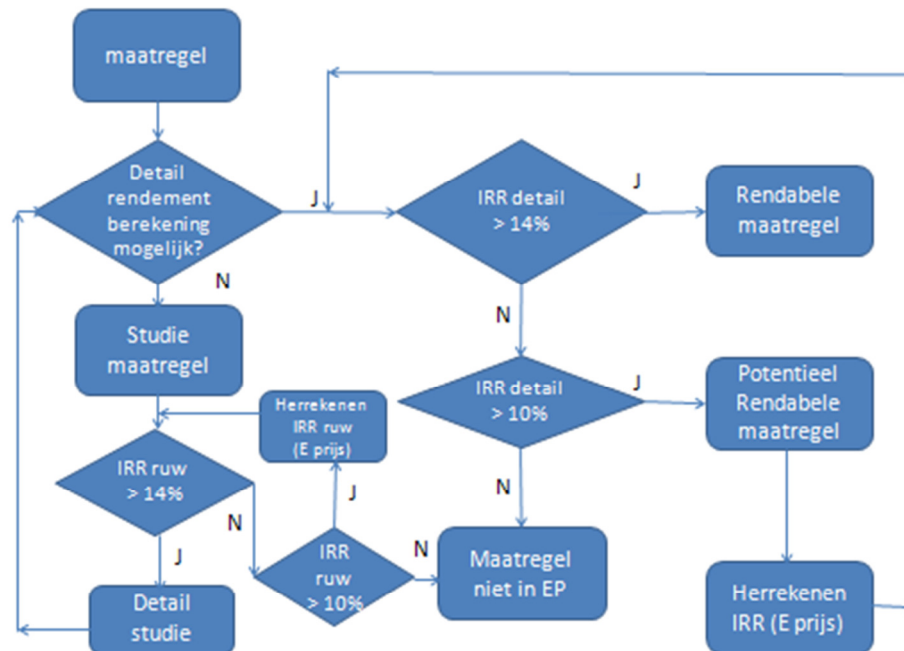 maatregel
Detail
rendement
berekening
mogelijk?
J
IRR detail
> 14%
J
Rendabele
maatregel
N
N
Studie
maatregel
IRR detail
> 10%
J
Potentieel
Rendabele
maatregel
Herrekenen
IRR ruw
(E prijs)
IRR ruw
> 14%
N
J
N
J
IRR
ruw
> 10%
N
Maatregel
niet in EP
Detail
studie
Herrekenen
IRR (E prijs)